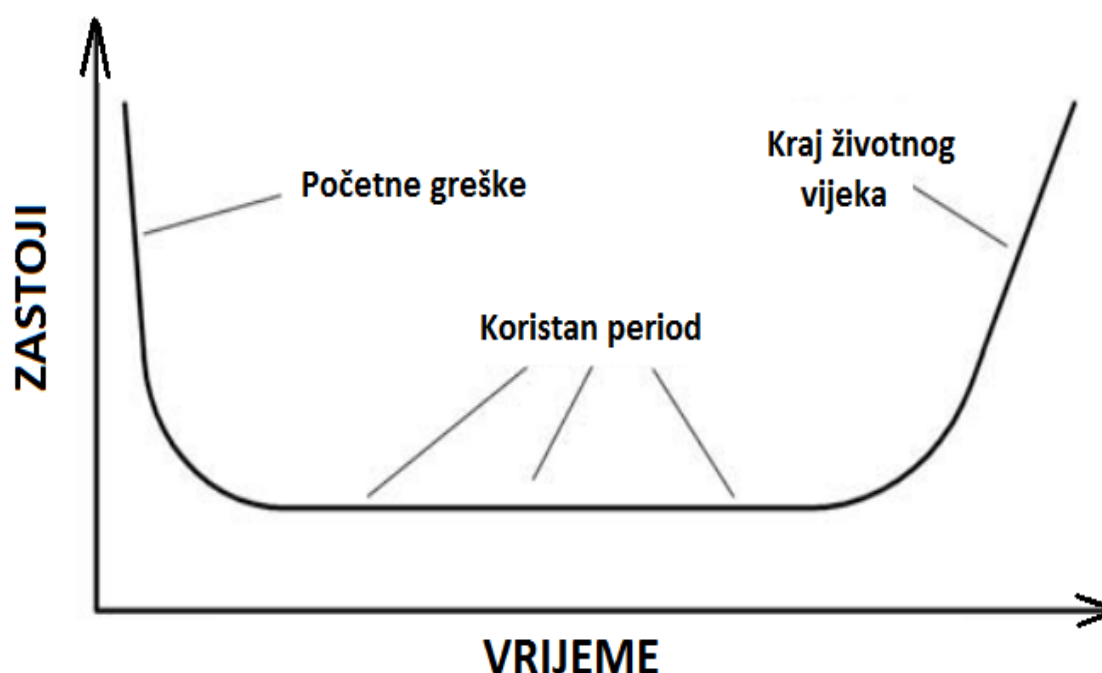 Početne greške
Kraj životnog
vijeka
Koristan period
ZASTOJI
VRIJEME